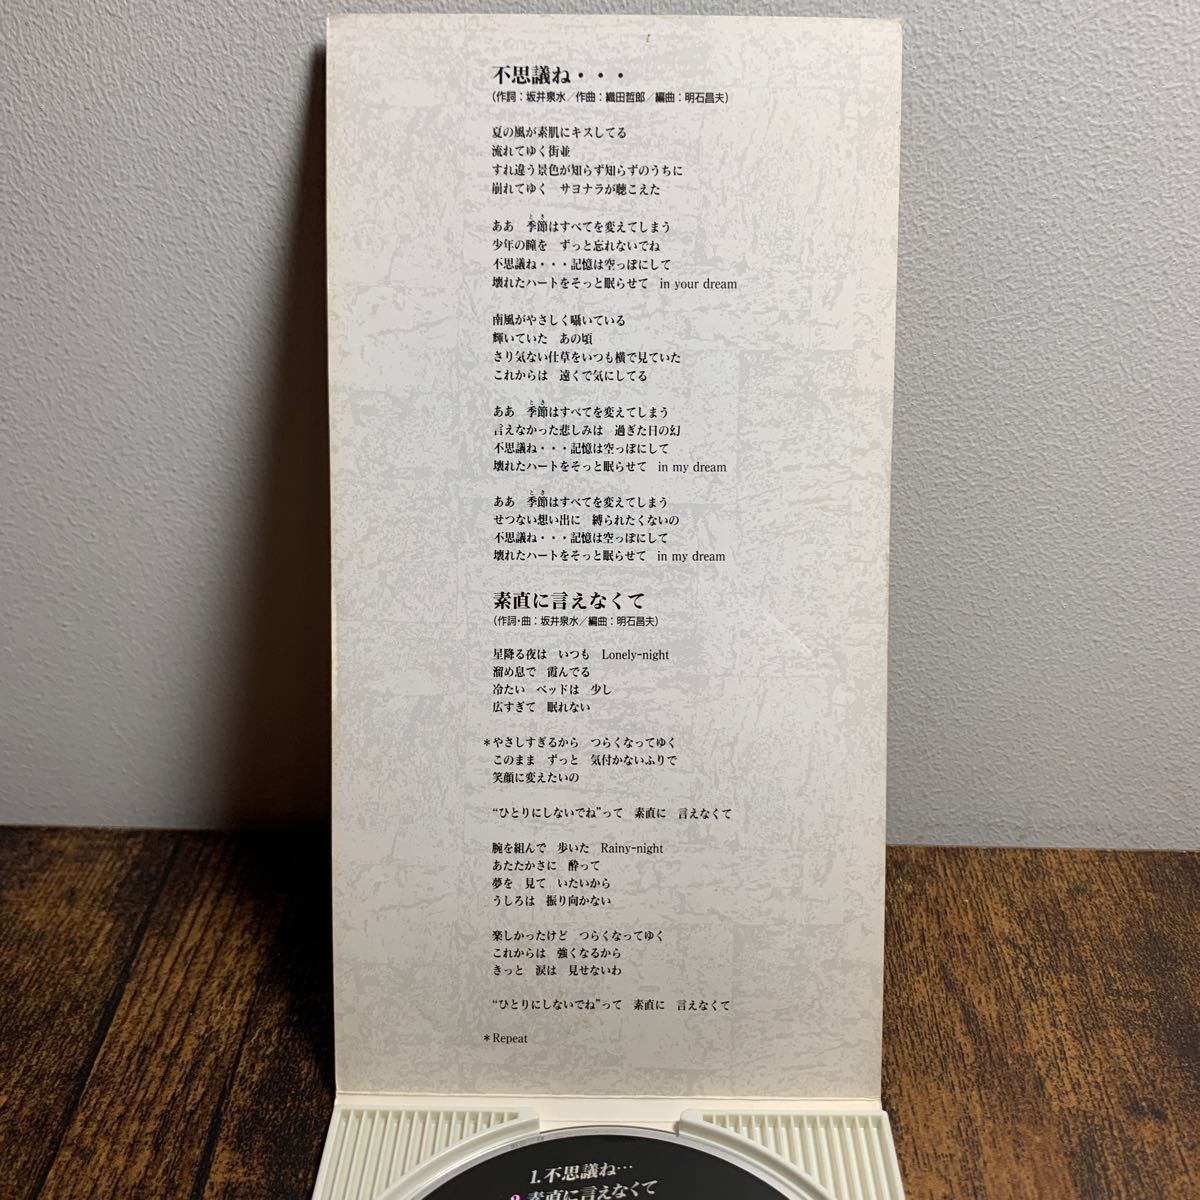 不思議ね・・・
(作詞：坂井泉水／作曲：織田哲郎／編曲：明石昌夫)
夏の風が素肌にキスしてる
流れてゆく街並
すれ違う景色が知らず知らずのうちに
崩れてゆく　サヨナラが聴こえた
とき
ああ　季節はすべてを変えてしまう
少年の瞳を　ずっと忘れないでね
不思議ね・・・記憶は空っぽにして
壊れたハートをそっと眠らせて　in your dream
南風がやさしく囁いている
輝いていた　あの頃
さり気ない仕草をいつも横で見ていた
これからは　遠くで気にしてる
とき
ああ　季節はすべてを変えてしまう
言えなかった悲しみは　過ぎた日の幻
不思議ね・・・記憶は空っぽにして
壊れたハートをそっと眠らせて　in my dream
とき
ああ　季節はすべてを変えてしまう
せつない想い出に　縛られたくないの
不思議ね・・・記憶は空っぽにして
壊れたハートをそっと眠らせて　in my dream
素直に言えなくて
(作詞・曲：坂井泉水／編曲：明石昌夫)
星降る夜は　いつも　Lonely-night
溜め息で　霞んでる
冷たい　ベッドは　少し
広すぎて　眠れない
＊やさしすぎるから　つらくなってゆく
このまま　ずっと　気付かないふりで
笑顔に変えたいの
“ひとりにしないでね”って　素直に　言えなくて
腕を組んで　歩いた　Rainy-night
あたたかさに　酔って
夢を　見て　いたいから
うしろは　振り向かない
楽しかったけど　つらくなってゆく
これからは　強くなるから
きっと　涙は　見せないわ
“ひとりにしないでね”って　素直に　言えなくて
＊Repeat
1.不思議ね…
2.素直に言えなくて